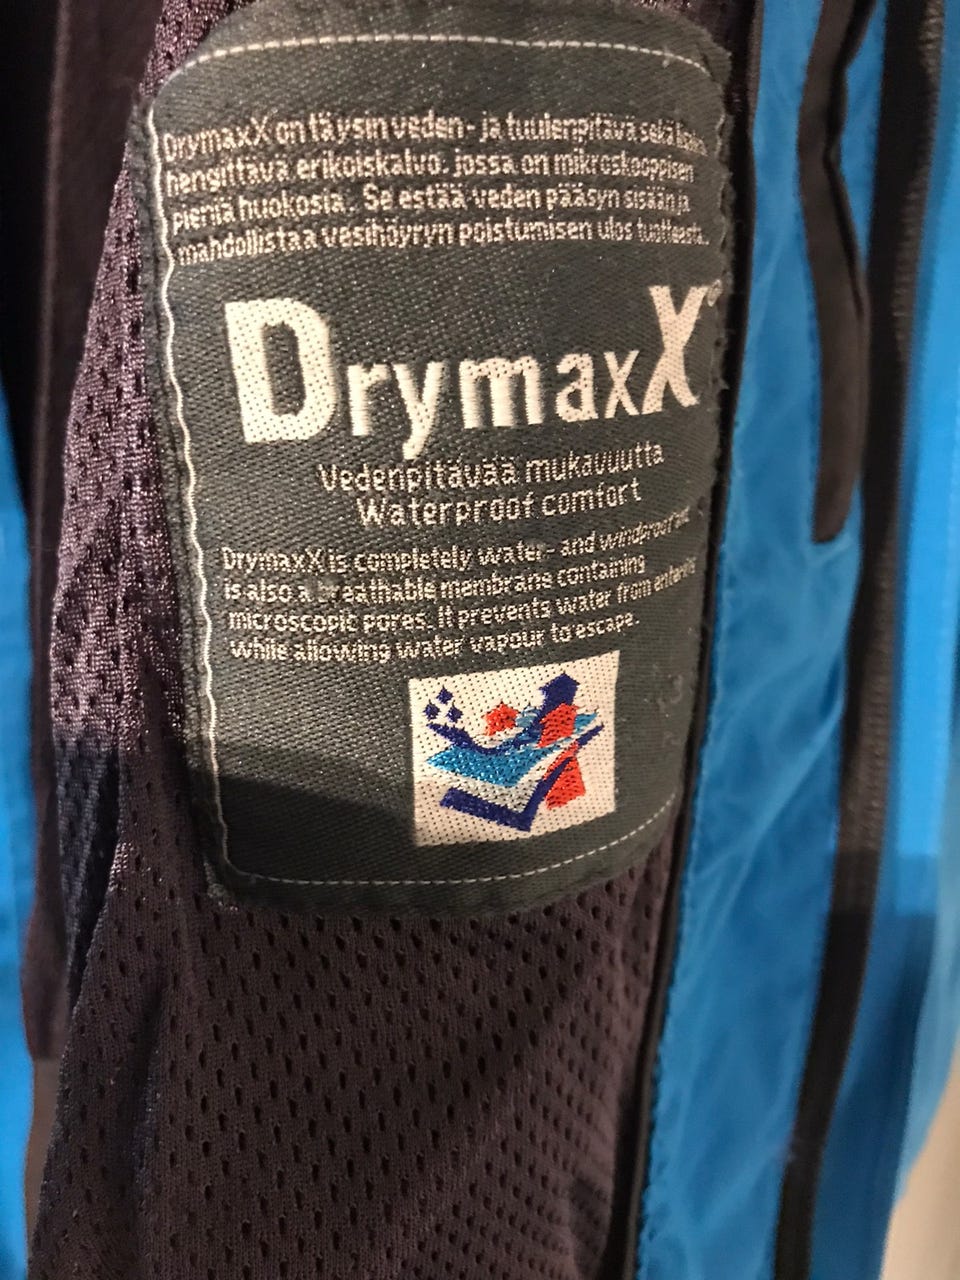 DrymaxX on täysin veden- ja tuulenpitävä sekä
hengittävä erikoiskalvo, jossa on mikroskooppisen
pieniä huokosia. Se estää veden pääsyn sisään ja
mahdollistaa vesihöyryn poistumisen ulos tuotteesta.
DrymaxX®
Vedenpitävää mukavuutta
Waterproof comfort
DrymaxX is completely water- and windproof and
is also a breathable membrane containing
microscopic pores. It prevents water from entering
while allowing water vapour to escape.